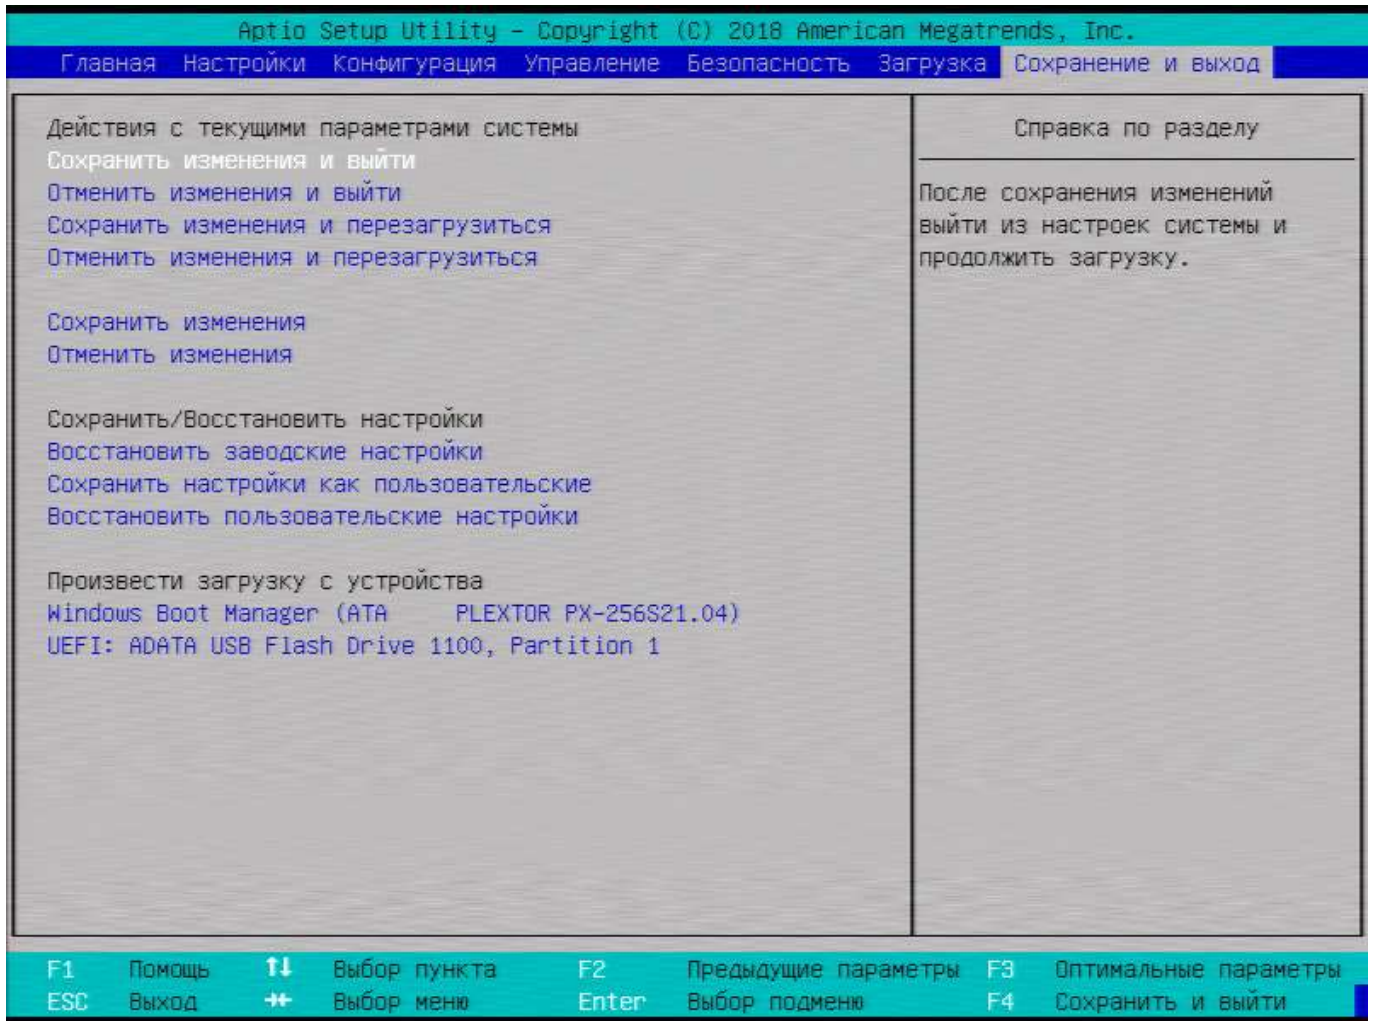 Aptio Setup Utility – Copyright (C) 2018 American Megatrends, Inc.
Главная Настройки Конфигурация Управление Безопасность Загрузка Сохранение и выход
Действия с текущими параметрами системы
Сохранить изменения и выйти
Отменить изменения и выйти
Сохранить изменения и перезагрузиться
Отменить изменения и перезагрузиться
Сохранить изменения
Отменить изменения
Сохранить/Восстановить настройки
Восстановить заводские настройки
Сохранить настройки как пользовательские
Восстановить пользовательские настройки
Произвести загрузку с устройства
Windows Boot Manager (ATA PLEXTOR PX-256S21.04)
UEFI: ADATA USB Flash Drive 1100, Partition 1
Справка по разделу
После сохранения изменений
выйти из настроек системы и
продолжить загрузку.
F1 Помощь ↑↓ Выбор пункта F2 Предыдущие параметры F3 Оптимальные параметры
ESC Выход →← Выбор меню Enter Выбор подменю F4 Сохранить и выйти